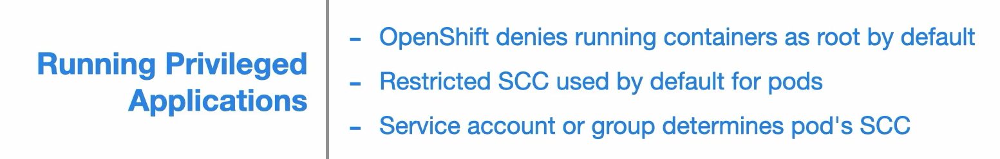 Running Privileged
Applications
- OpenShift denies running containers as root by default
- Restricted SCC used by default for pods
- Service account or group determines pod's SCC